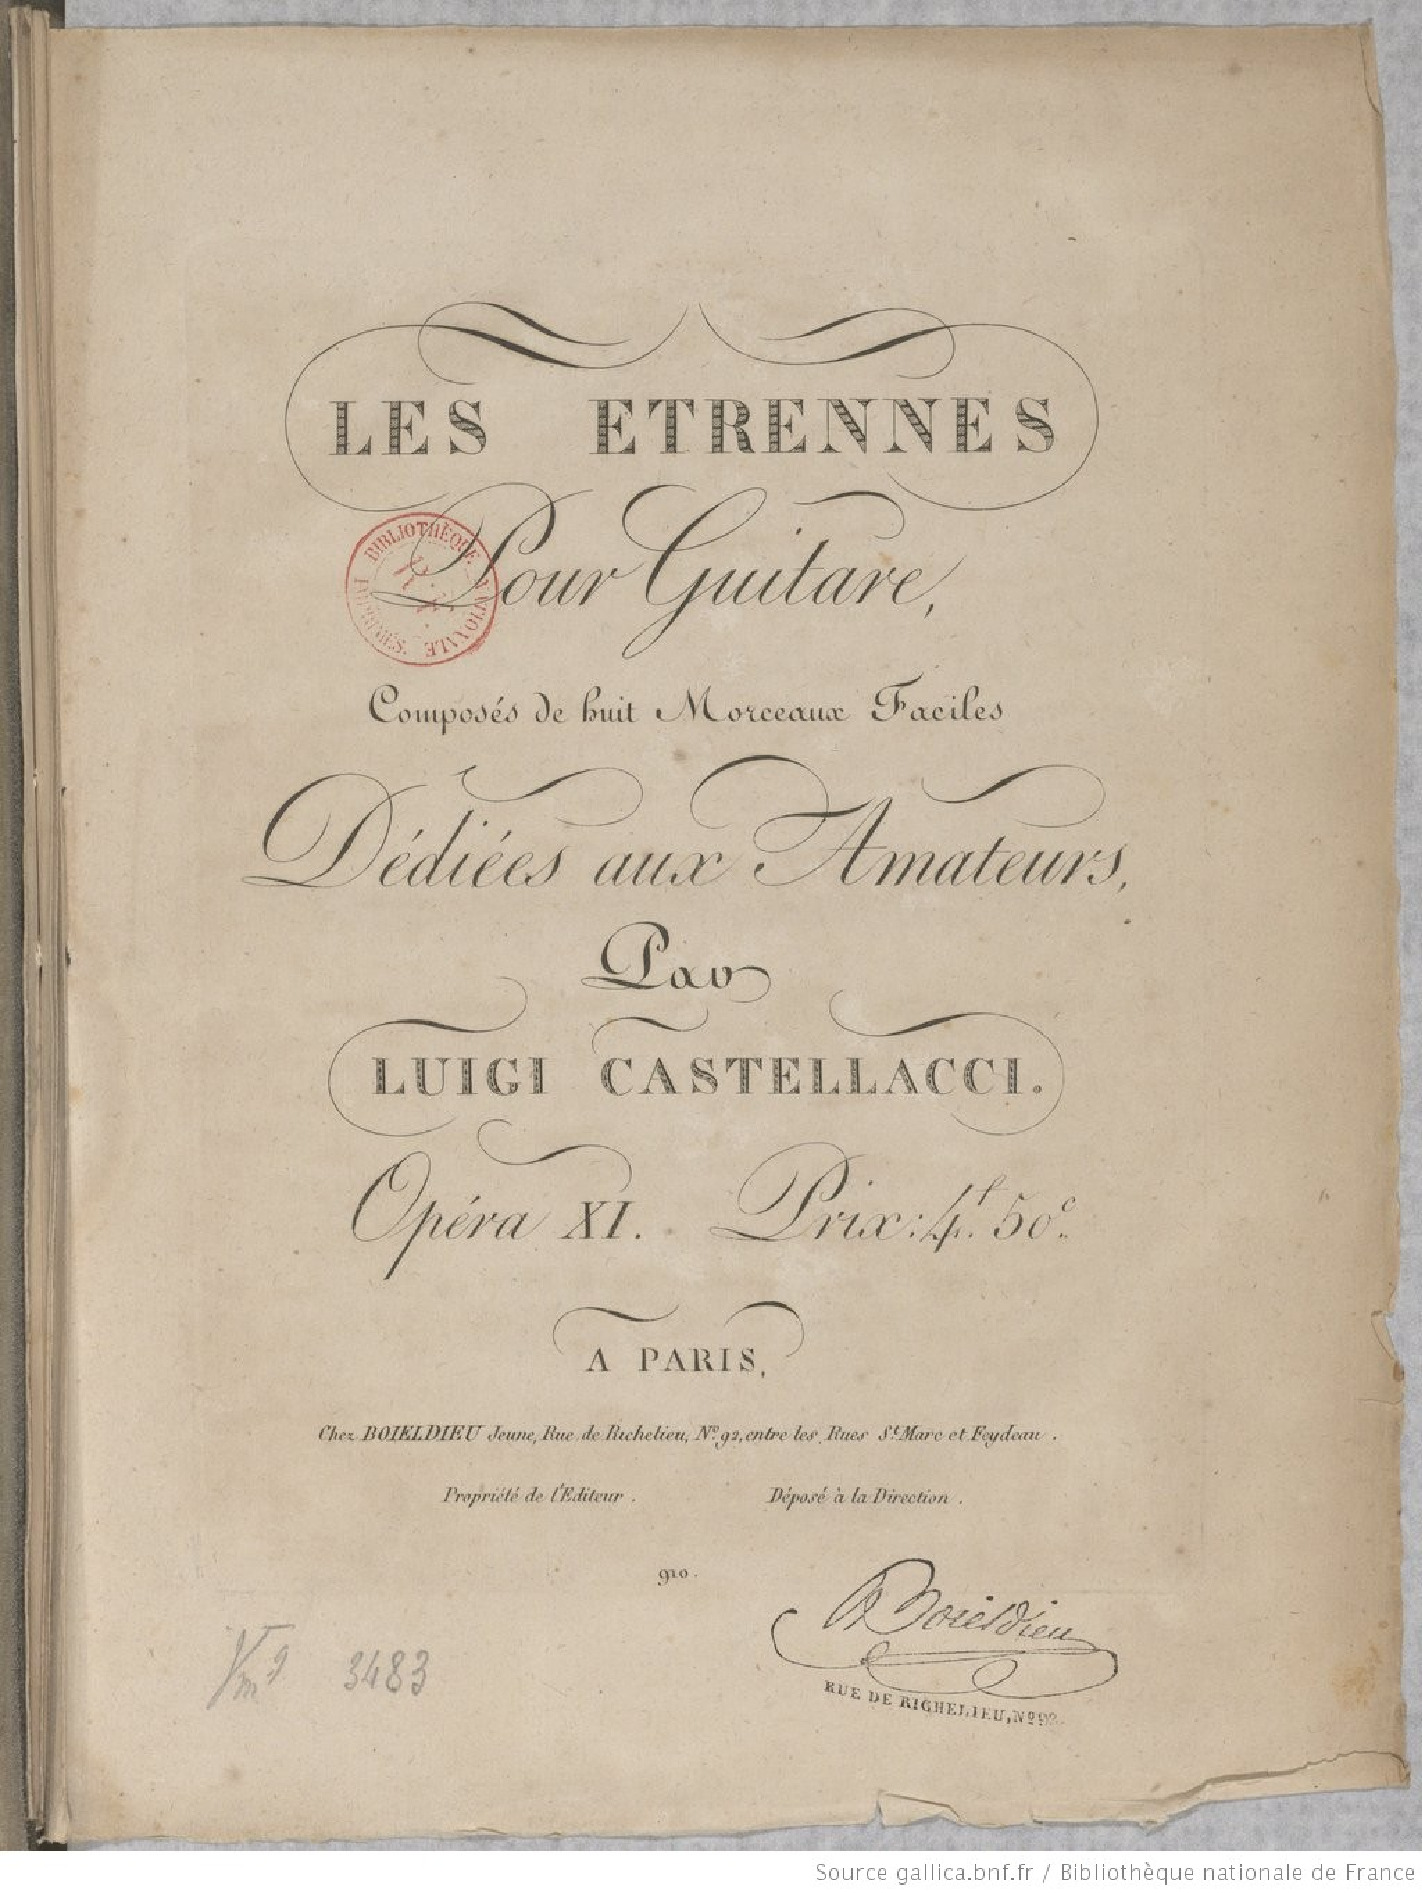 LES ETRENNES
Pour Guitare,
BIBLIOTHÈQUE NATIONALE
IMPRIMÉS
Composés de huit Morceaux Faciles
Dédiées aux Amateurs,
Par
LUIGI CASTELLACCI.
Opéra XI. Prix: 4f. 50c.
A PARIS,
Chez BOIELDIEU Jeune, Rue de Richelieu, No. 92, entre les Rues St. Marc et Feydeau.
Propriété de l'Editeur. Déposé à la Direction.
910.
Boieldieu
RUE DE RICHELIEU, No 92.
Vm9 3483
Source gallica.bnf.fr / Bibliothèque nationale de France